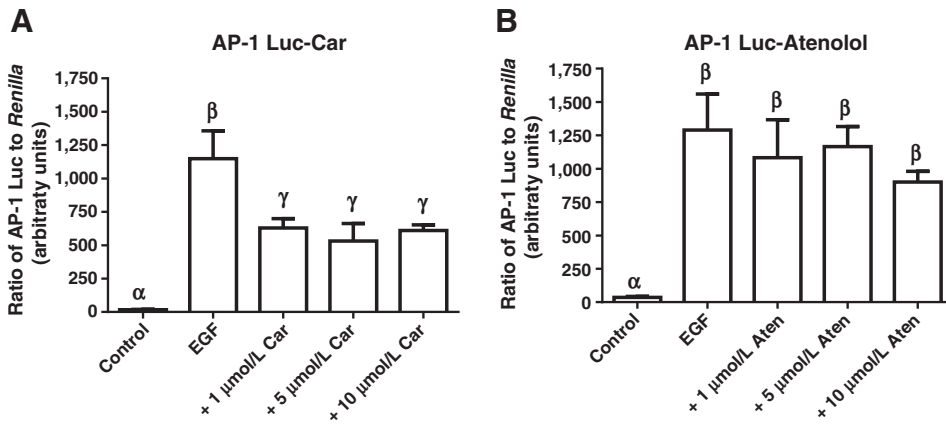 A
AP-1 Luc-Car
Ratio of AP-1 Luc to Renilla
(arbitraty units)
1,750
1,500
1,250
1,000
750
500
250
0
α
β
γ
γ
γ
Control
EGF
+ 1 μmol/L Car
+ 5 μmol/L Car
+ 10 μmol/L Car
B
AP-1 Luc-Atenolol
Ratio of AP-1 Luc to Renilla
(arbitraty units)
1,750
1,500
1,250
1,000
750
500
250
0
α
β
β
β
β
Control
EGF
+ 1 μmol/L Aten
+ 5 μmol/L Aten
+ 10 μmol/L Aten